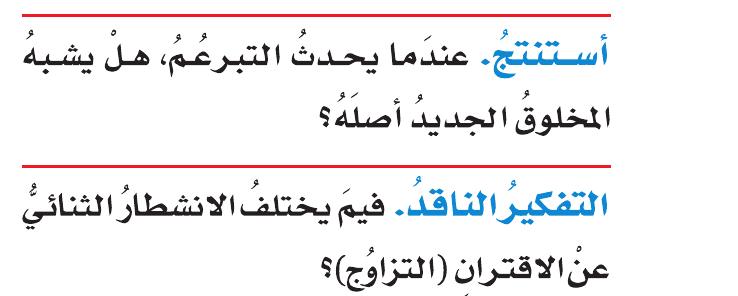 أستنتجُ. عندَما يحدثُ التبرعُمُ، هلْ يشبهُ
المخلوقُ الجديدُ أصلَهُ؟
التفكيرُ الناقدُ. فيمَ يختلفُ الانشطارُ الثنائيُّ
عنْ الاقترانِ (التزاوُجِ)؟